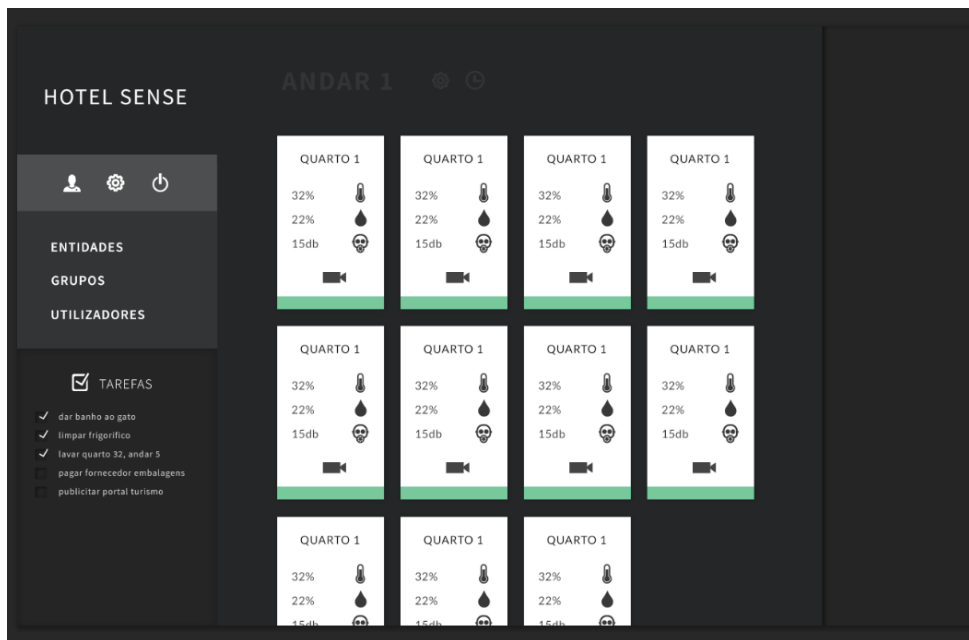 HOTEL SENSE
ENTIDADES
GRUPOS
UTILIZADORES
TAREFAS
dar banho ao gato
limpar frigorífico
lavar quarto 32, andar 5
pagar fornecedor embalagens
publicitar portal turismo
ANDAR 1
QUARTO 1
32%
22%
15db
QUARTO 1
32%
22%
15db
QUARTO 1
32%
22%
15db
QUARTO 1
32%
22%
15db
QUARTO 1
32%
22%
15db
QUARTO 1
32%
22%
15db
QUARTO 1
32%
22%
15db
QUARTO 1
32%
22%
15db
QUARTO 1
32%
22%
15db
QUARTO 1
32%
22%
15db
QUARTO 1
32%
22%
15db